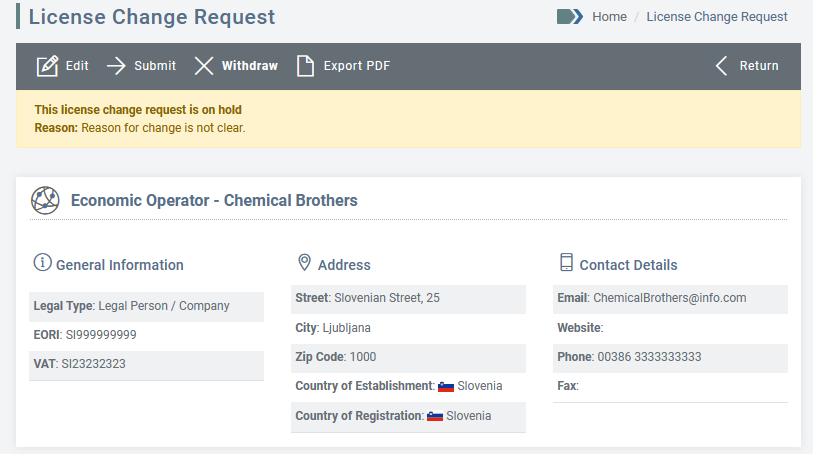 License Change Request
Home / License Change Request
Edit Submit Withdraw Export PDF Return
This license change request is on hold
Reason: Reason for change is not clear.
Economic Operator - Chemical Brothers
General Information
Legal Type: Legal Person / Company
EORI: SI999999999
VAT: SI23232323
Address
Street: Slovenian Street, 25
City: Ljubljana
Zip Code: 1000
Country of Establishment: Slovenia
Country of Registration: Slovenia
Contact Details
Email: ChemicalBrothers@info.com
Website:
Phone: 00386 3333333333
Fax: